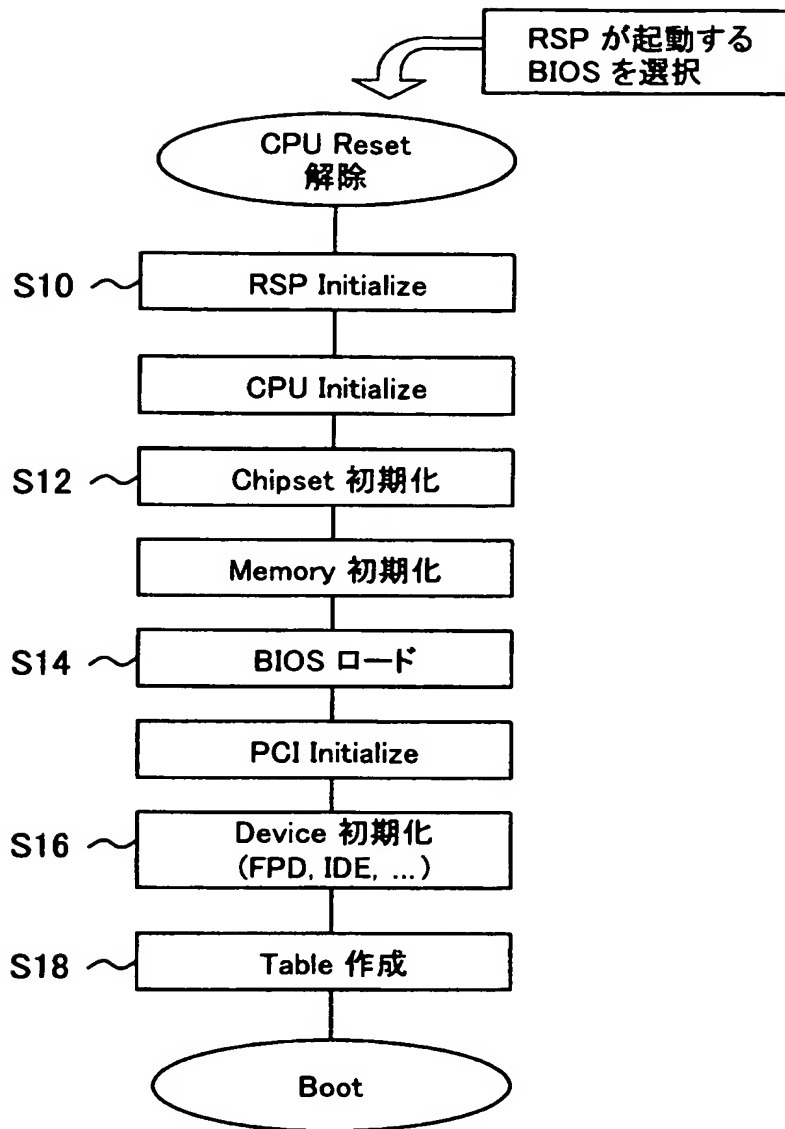 RSP が起動する
BIOS を選択
CPU Reset
解除
S10
RSP Initialize
CPU Initialize
S12
Chipset 初期化
Memory 初期化
S14
BIOS ロード
PCI Initialize
S16
Device 初期化
(FPD, IDE, ...)
S18
Table 作成
Boot